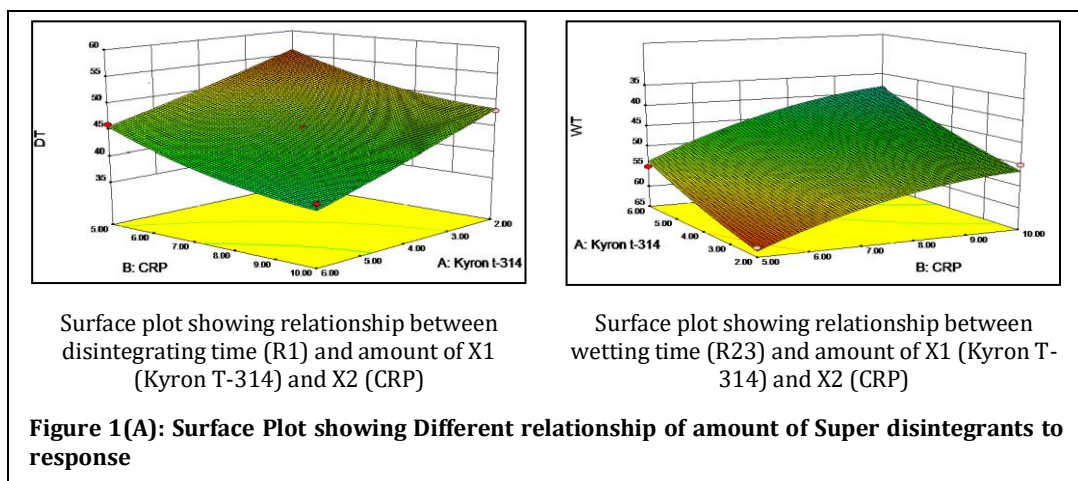 60
55
50
45
40
35
DT
5.00
6.00
7.00
8.00
9.00
10.00
B: CRP
6.00
5.00
4.00
3.00
2.00
A: Kyron t-314
35
40
45
50
55
60
65
WT
6.00
5.00
4.00
3.00
2.00
A: Kyron t-314
5.00
6.00
7.00
8.00
9.00
10.00
B: CRP
Surface plot showing relationship between
disintegrating time (R1) and amount of X1
(Kyron T-314) and X2 (CRP)
Surface plot showing relationship between
wetting time (R23) and amount of X1 (Kyron T-
314) and X2 (CRP)
Figure 1(A): Surface Plot showing Different relationship of amount of Super disintegrants to
response